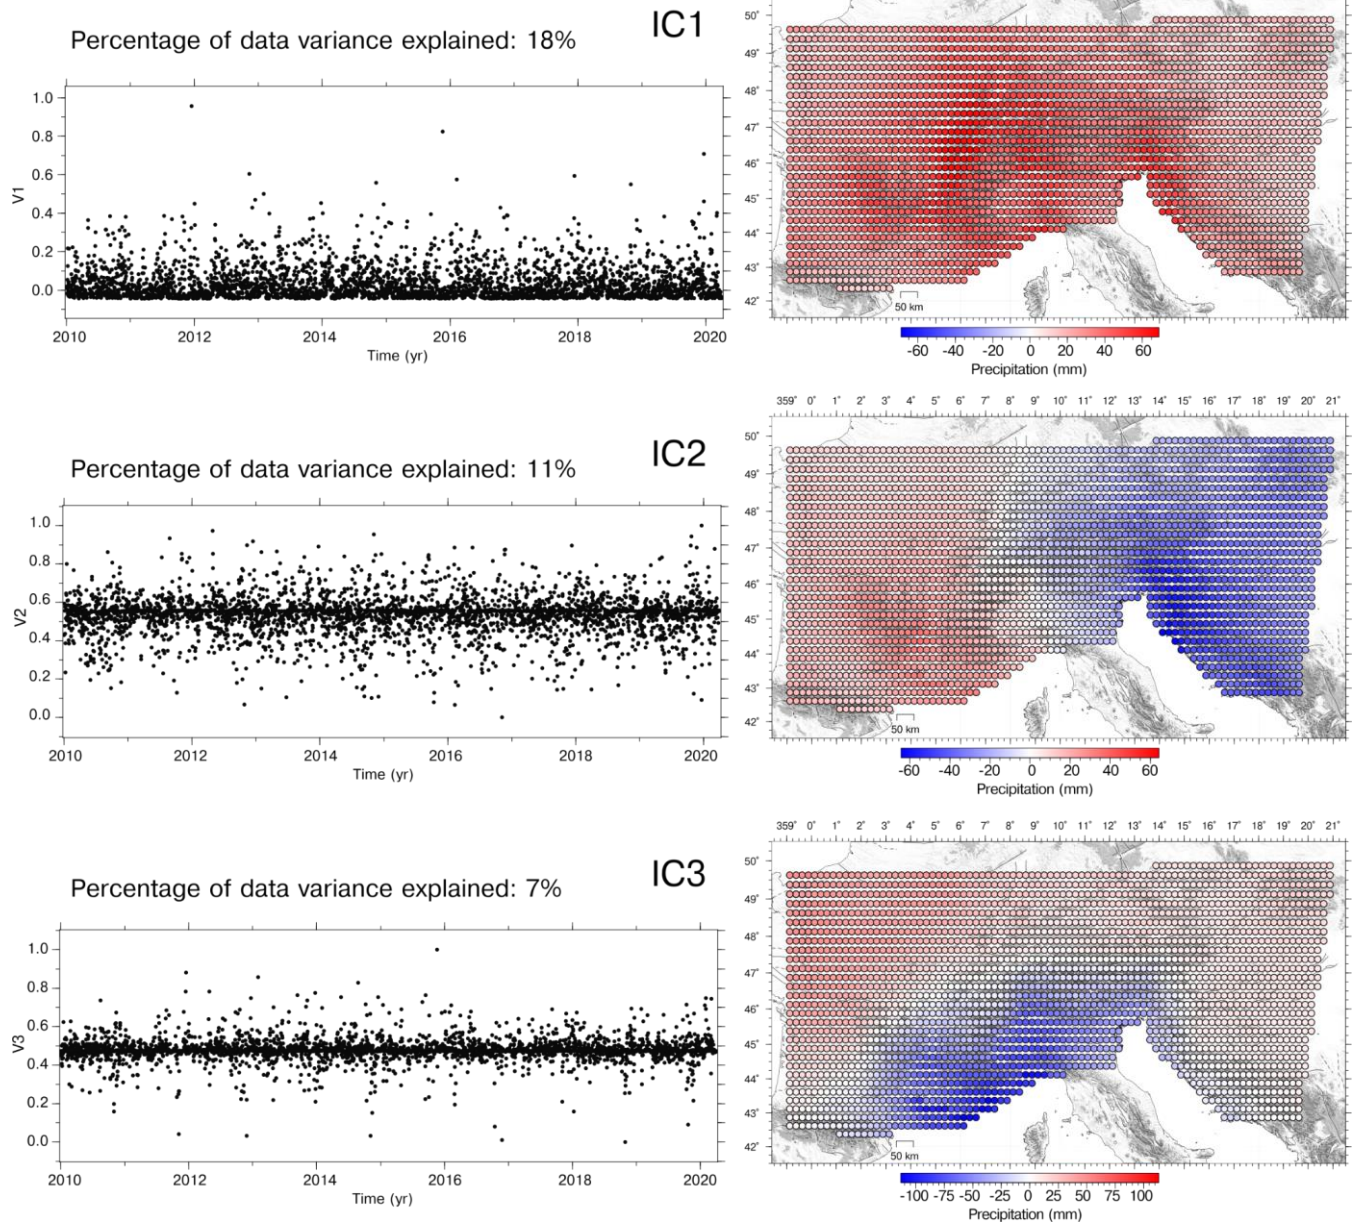 IC1
Percentage of data variance explained: 18%
1.0
0.8
0.6
0.4
0.2
0.0
V1
2010 2012 2014 2016 2018 2020
Time (yr)
50°
49°
48°
47°
46°
45°
44°
43°
42°
50 km
-60 -40 -20 0 20 40 60
Precipitation (mm)
IC2
Percentage of data variance explained: 11%
1.0
0.8
0.6
0.4
0.2
0.0
V2
2010 2012 2014 2016 2018 2020
Time (yr)
359° 0° 1° 2° 3° 4° 5° 6° 7° 8° 9° 10° 11° 12° 13° 14° 15° 16° 17° 18° 19° 20° 21°
50°
49°
48°
47°
46°
45°
44°
43°
42°
50 km
-60 -40 -20 0 20 40 60
Precipitation (mm)
IC3
Percentage of data variance explained: 7%
1.0
0.8
0.6
0.4
0.2
0.0
V3
2010 2012 2014 2016 2018 2020
Time (yr)
359° 0° 1° 2° 3° 4° 5° 6° 7° 8° 9° 10° 11° 12° 13° 14° 15° 16° 17° 18° 19° 20° 21°
50°
49°
48°
47°
46°
45°
44°
43°
42°
50 km
-100 -75 -50 -25 0 25 50 75 100
Precipitation (mm)